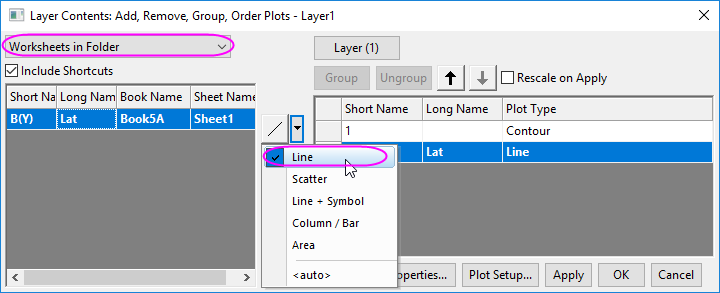 Layer Contents: Add, Remove, Group, Order Plots - Layer1
Worksheets in Folder
Layer (1)
Include Shortcuts
Group
Ungroup
Rescale on Apply
Short Na
Long Nam
Book Name
Sheet Name
B(Y)
Lat
Book5A
Sheet1
Short Name
Long Name
Plot Type
1
Contour
Lat
Line
Line
Scatter
Line + Symbol
Column / Bar
Area
<auto>
operties...
Plot Setup...
Apply
OK
Cancel